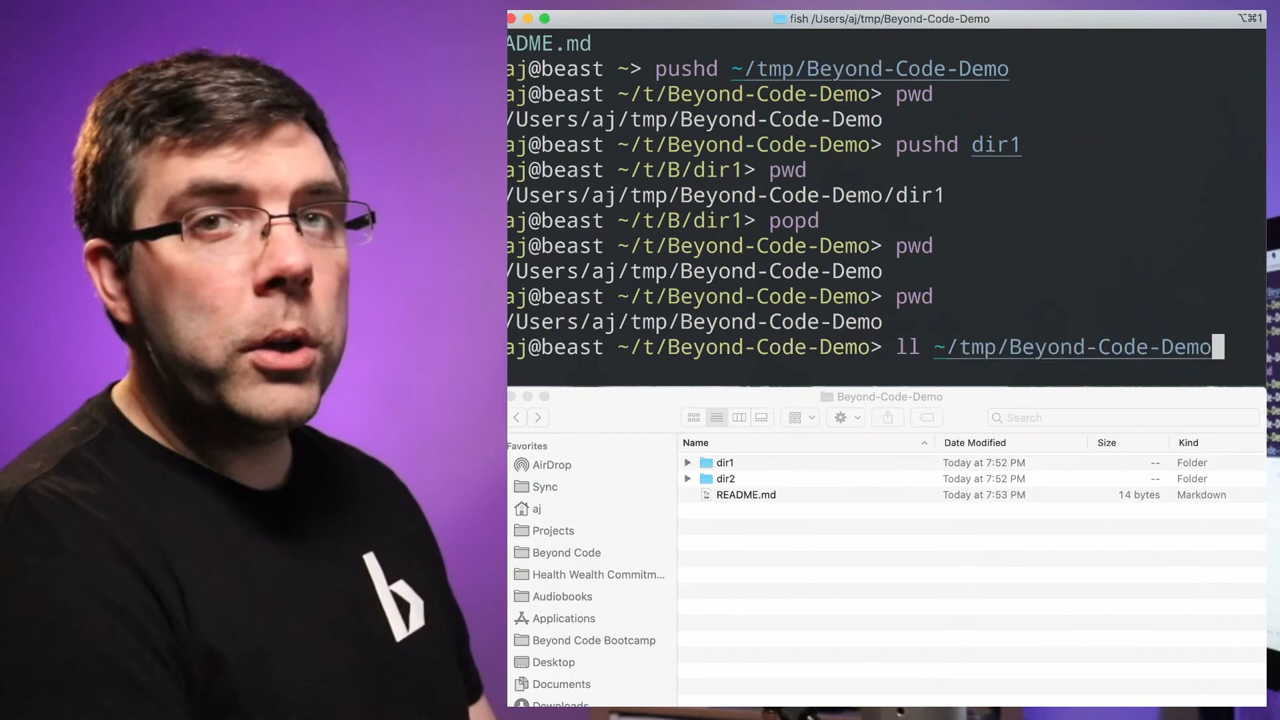 fish /Users/aj/tmp/Beyond-Code-Demo
⌥⌘1
ADME.md
aj@beast ~> pushd ~/tmp/Beyond-Code-Demo
aj@beast ~/t/Beyond-Code-Demo> pwd
/Users/aj/tmp/Beyond-Code-Demo
aj@beast ~/t/Beyond-Code-Demo> pushd dir1
aj@beast ~/t/B/dir1> pwd
/Users/aj/tmp/Beyond-Code-Demo/dir1
aj@beast ~/t/B/dir1> popd
aj@beast ~/t/Beyond-Code-Demo> pwd
/Users/aj/tmp/Beyond-Code-Demo
aj@beast ~/t/Beyond-Code-Demo> pwd
/Users/aj/tmp/Beyond-Code-Demo
aj@beast ~/t/Beyond-Code-Demo> ll ~/tmp/Beyond-Code-Demo
Beyond-Code-Demo
Search
Favorites
AirDrop
Sync
aj
Projects
Beyond Code
Health Wealth Commitm...
Audiobooks
Applications
Beyond Code Bootcamp
Desktop
Documents
Downloads
Name Date Modified Size Kind
dir1 Today at 7:52 PM -- Folder
dir2 Today at 7:52 PM -- Folder
README.md Today at 7:53 PM 14 bytes Markdown
b